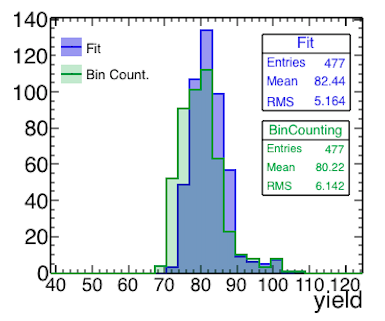 140
120
100
80
60
40
20
0
Fit
Bin Count.
Fit
Entries 477
Mean 82.44
RMS 5.164
BinCounting
Entries 477
Mean 80.22
RMS 6.142
40 50 60 70 80 90 100 110 120
yield